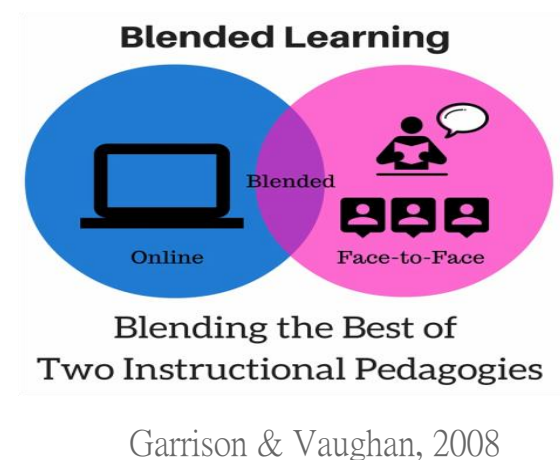 Blended Learning
Blended
Online
Face-to-Face
Blending the Best of
Two Instructional Pedagogies
Garrison & Vaughan, 2008